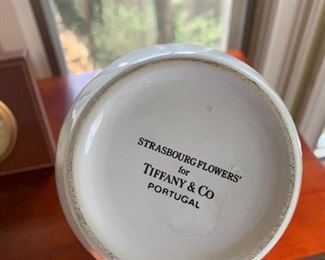 STRASBOURG FLOWERS'
for
TIFFANY & CO
PORTUGAL